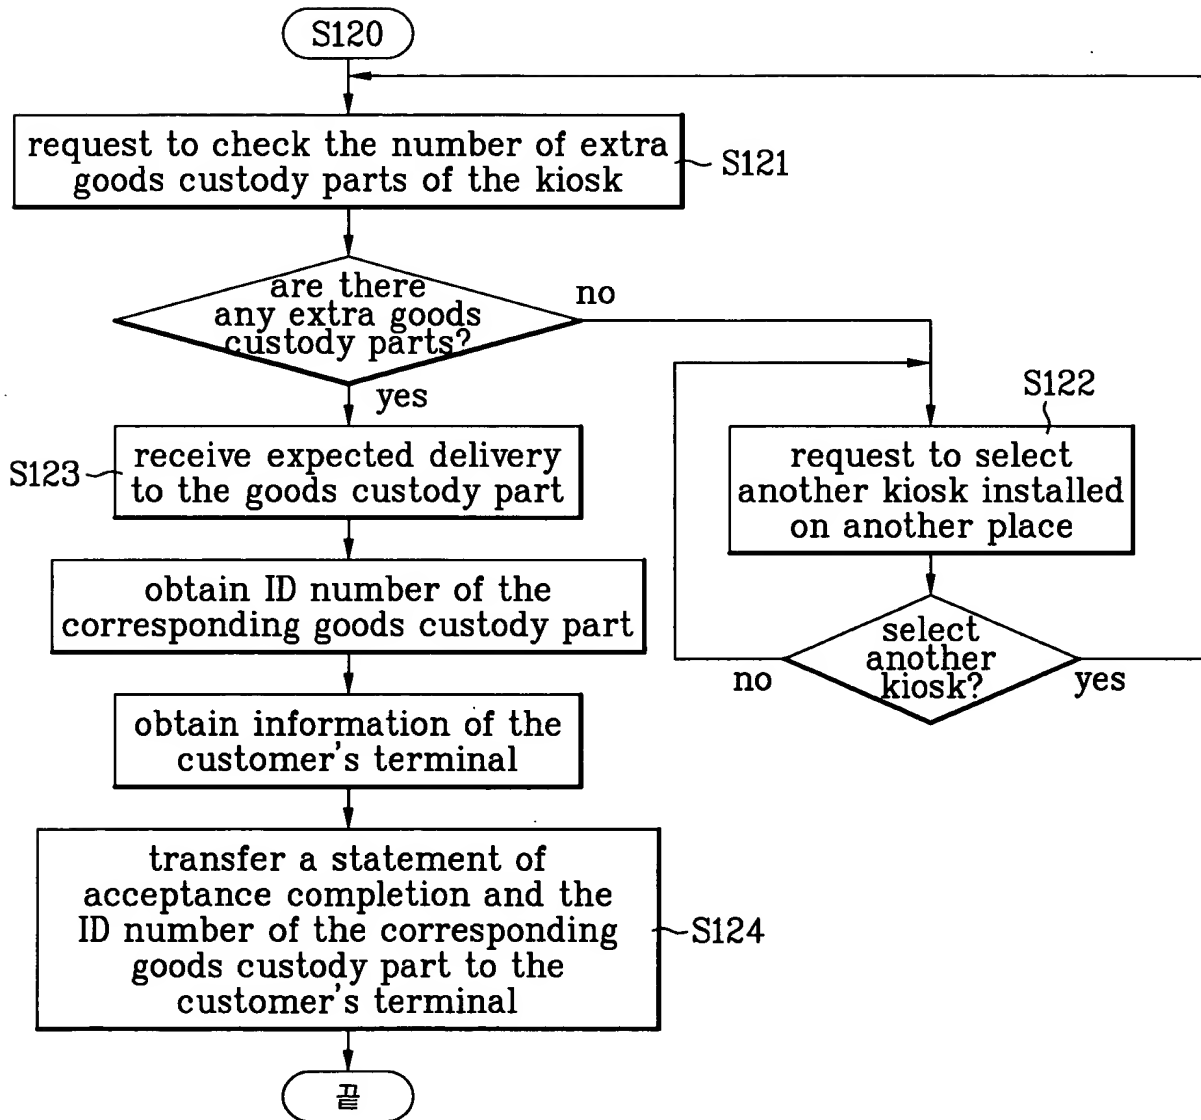 S120
request to check the number of extra
goods custody parts of the kiosk
S121
are there
any extra goods
custody parts?
no
yes
S122
request to select
another kiosk installed
on another place
S123
receive expected delivery
to the goods custody part
obtain ID number of the
corresponding goods custody part
select
another
kiosk?
no
yes
obtain information of the
customer's terminal
transfer a statement of
acceptance completion and the
ID number of the corresponding
goods custody part to the
customer's terminal
S124
끝